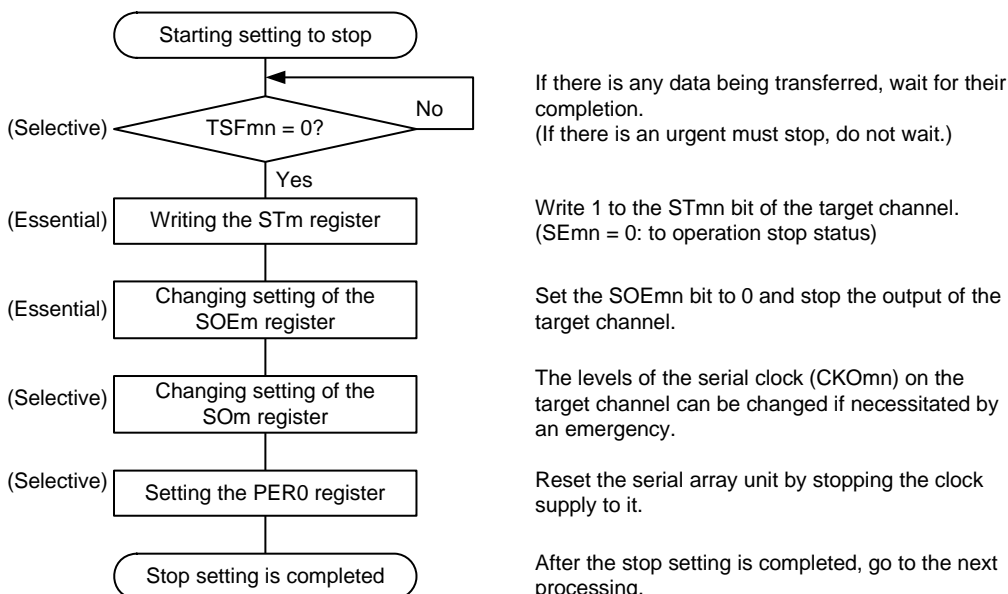 Starting setting to stop
If there is any data being transferred, wait for their
completion.
(If there is an urgent must stop, do not wait.)
(Selective)
TSFmn = 0?
No
Yes
(Essential)
Writing the STm register
Write 1 to the STmn bit of the target channel.
(SEmn = 0: to operation stop status)
(Essential)
Changing setting of the
SOEm register
Set the SOEmn bit to 0 and stop the output of the
target channel.
(Selective)
Changing setting of the
SOm register
The levels of the serial clock (CKOmn) on the
target channel can be changed if necessitated by
an emergency.
(Selective)
Setting the PER0 register
Reset the serial array unit by stopping the clock
supply to it.
Stop setting is completed
After the stop setting is completed, go to the next
processing.